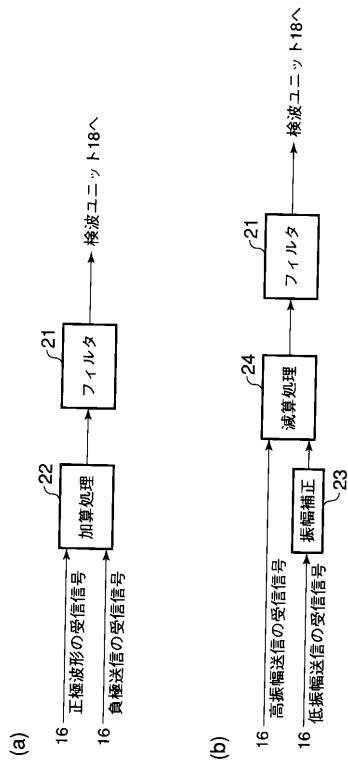 (a)
16
正極波形の受信信号
16
負極送信の受信信号
22
加算処理
21
フィルタ
検波ユニット18へ
(b)
16
高振幅送信の受信信号
16
低振幅送信の受信信号
23
振幅補正
24
減算処理
21
フィルタ
検波ユニット18へ